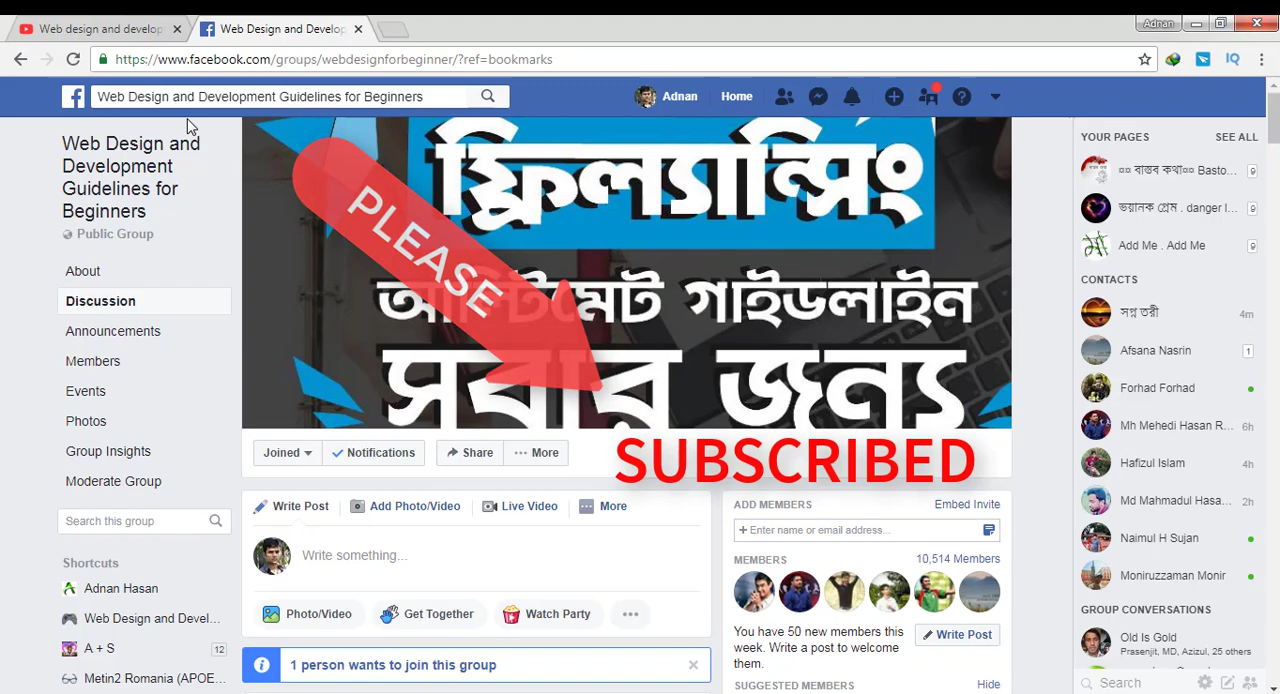 Web design and develop
Web Design and Develop
Adnan
https://www.facebook.com/groups/webdesignforbeginner/?ref=bookmarks
IQ
Web Design and Development Guidelines for Beginners
Adnan
Home
Web Design and
Development
Guidelines for
Beginners
Public Group
About
Discussion
Announcements
Members
Events
Photos
Group Insights
Moderate Group
Search this group
Shortcuts
Adnan Hasan
Web Design and Devel...
A + S 12
Metin2 Romania (APOE...
ফ্রিল্যান্সিং
আল্টিমেট গাইডলাইন
সবার জন্য
PLEASE
SUBSCRIBED
Joined
Notifications
Share
More
Write Post
Add Photo/Video
Live Video
More
Write something...
Photo/Video
Get Together
Watch Party
1 person wants to join this group
ADD MEMBERS
Embed Invite
+ Enter name or email address...
MEMBERS
10,514 Members
You have 50 new members this
week. Write a post to welcome
them.
Write Post
SUGGESTED MEMBERS
Hide
YOUR PAGES
SEE ALL
¤¤ বাস্তব কথা¤¤ Basto... 9
ভয়ানক প্রেম . danger l... 9
Add Me . Add Me 9
CONTACTS
সপ্ন তরী 4m
Afsana Nasrin 1
Forhad Forhad
Mh Mehedi Hasan R... 6h
Hafizul Islam 4h
Md Mahmudul Hasa... 2h
Naimul H Sujan
Moniruzzaman Monir
GROUP CONVERSATIONS
Old Is Gold
Prasenjit, MD, Azizul, 25 others
Search